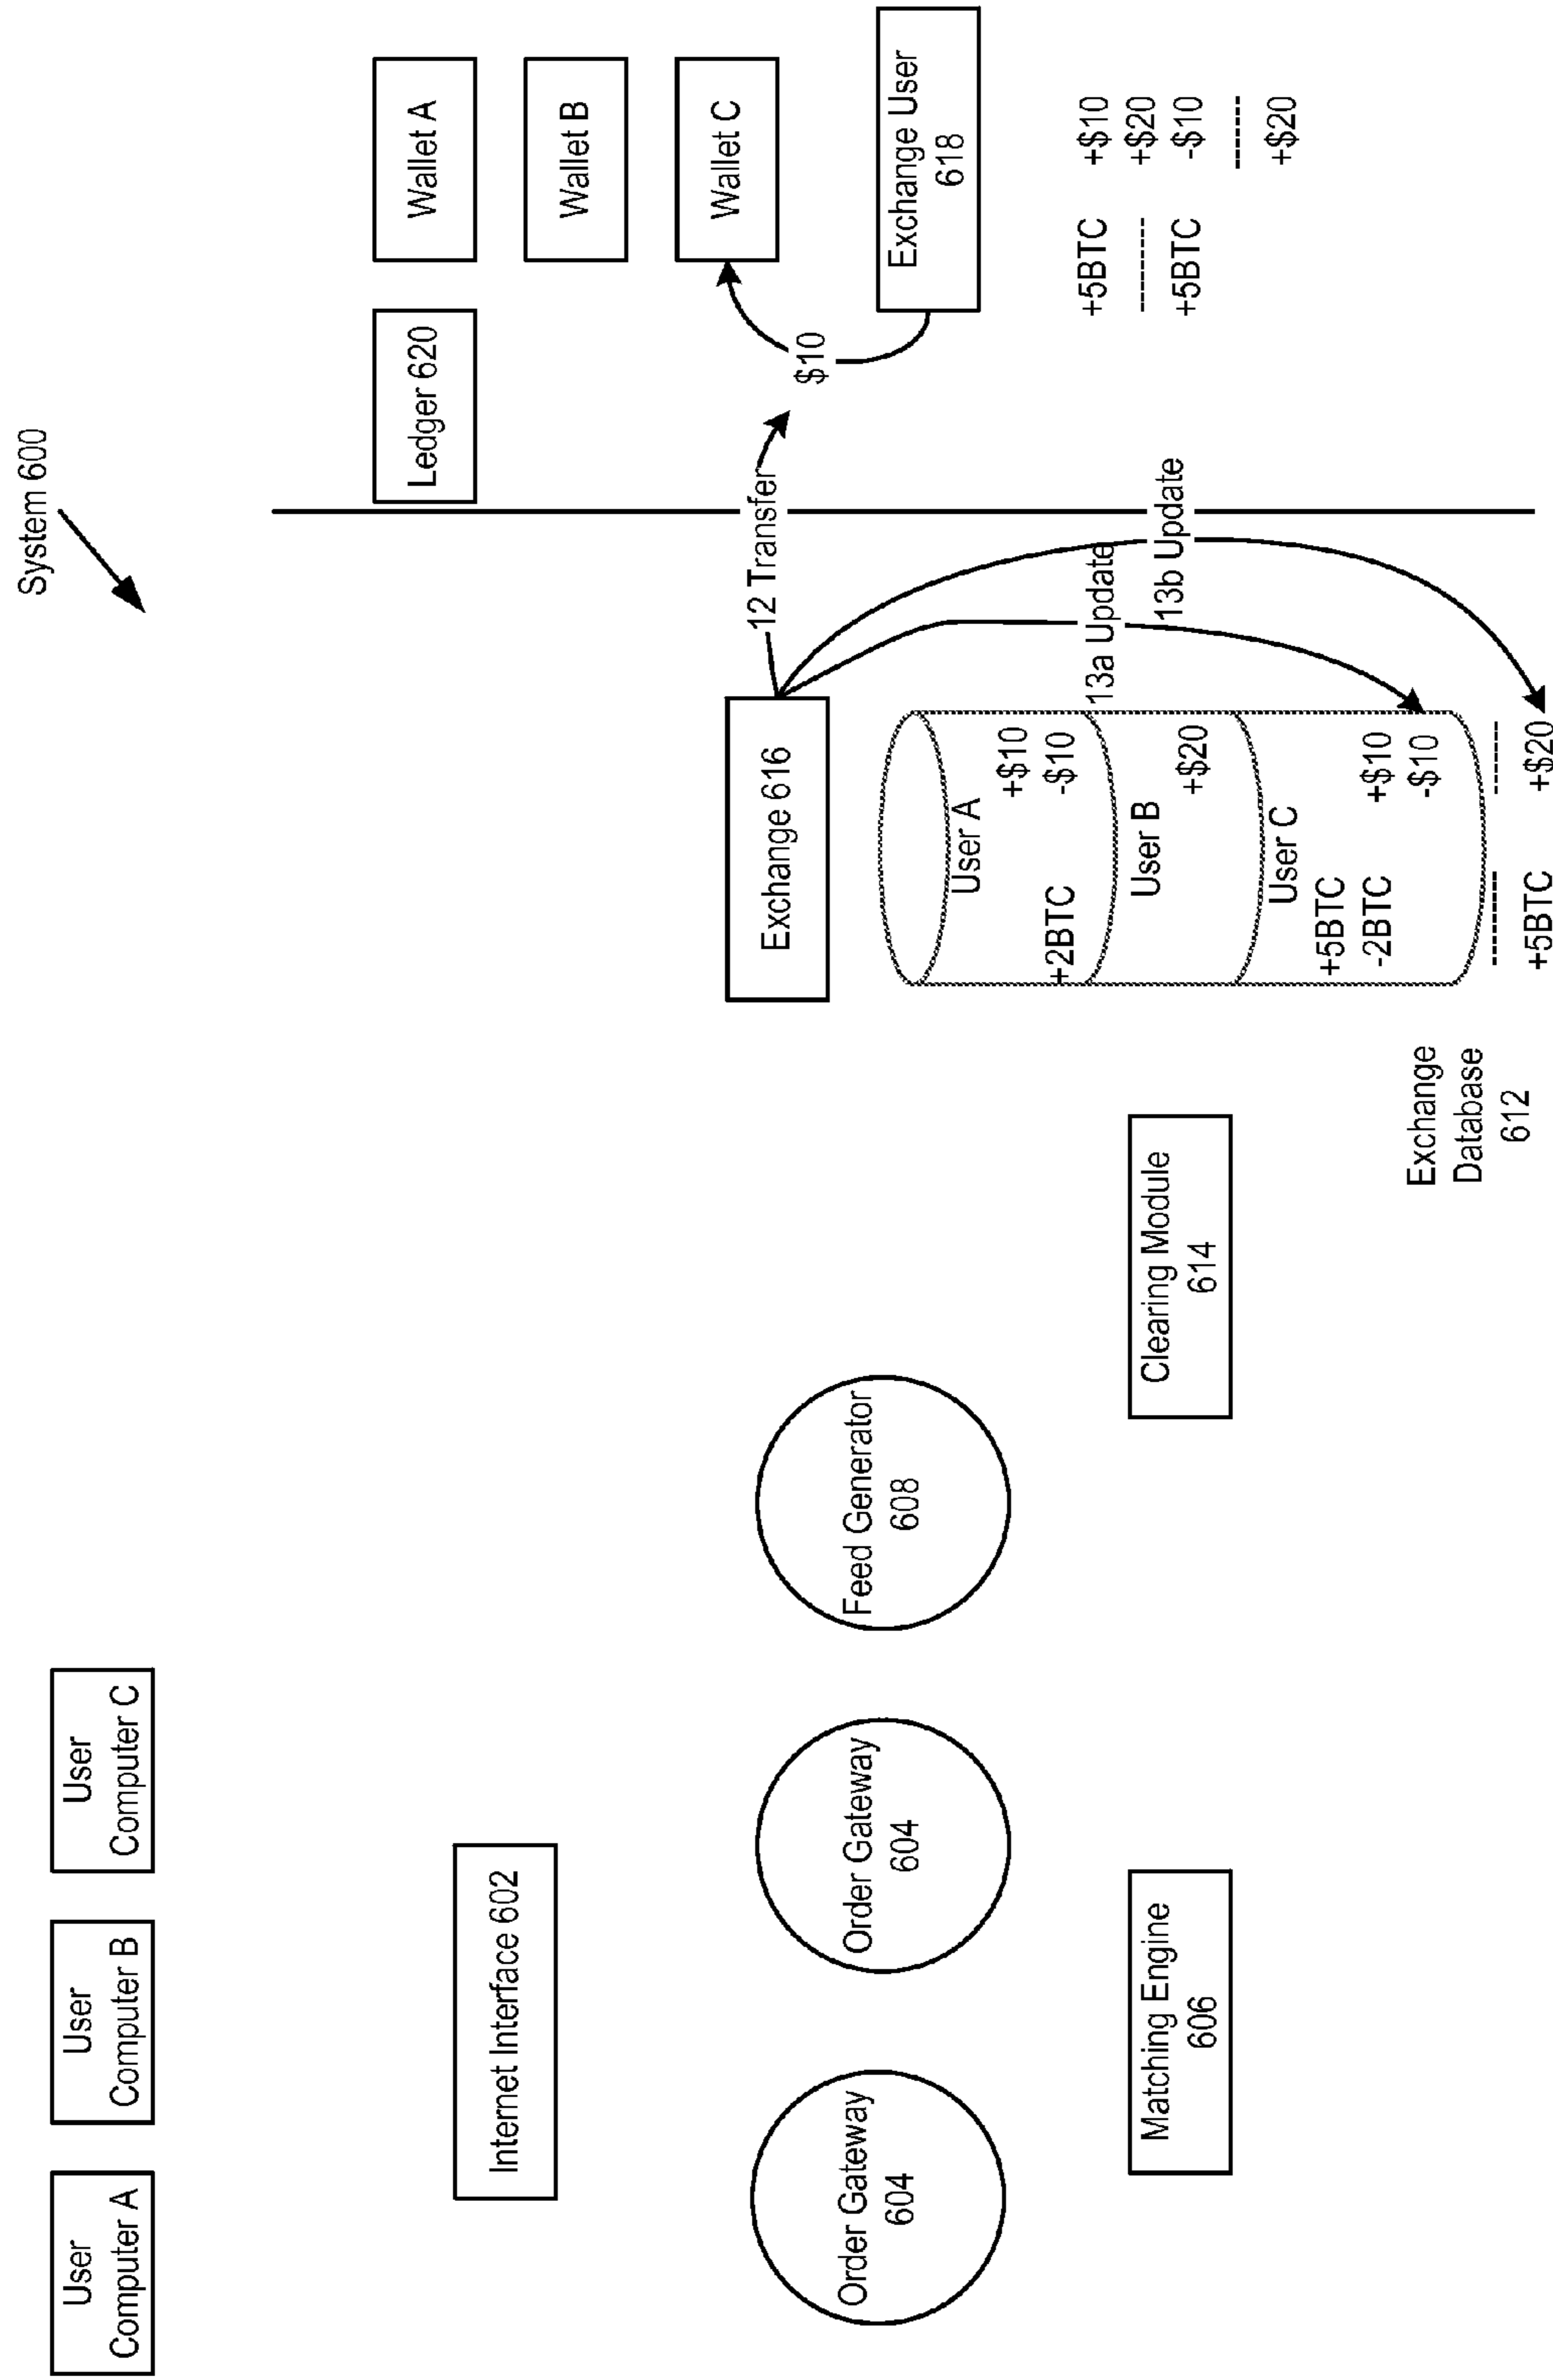 System 600
User
Computer A
User
Computer B
User
Computer C
Internet Interface 602
Order Gateway
604
Order Gateway
604
Feed Generator
608
Matching Engine
606
Clearing Module
614
Exchange 616
User A
+$10
+2BTC -$10
User B
+$20
User C
+5BTC
-2BTC +$10
-$10
-------- --------
+5BTC +$20
Exchange
Database
612
12 Transfer
13a Update
13b Update
Ledger 620
Wallet A
Wallet B
Wallet C
$10
Exchange User
618
+5BTC +$10
-------- +$20
+5BTC -$10
--------
+$20